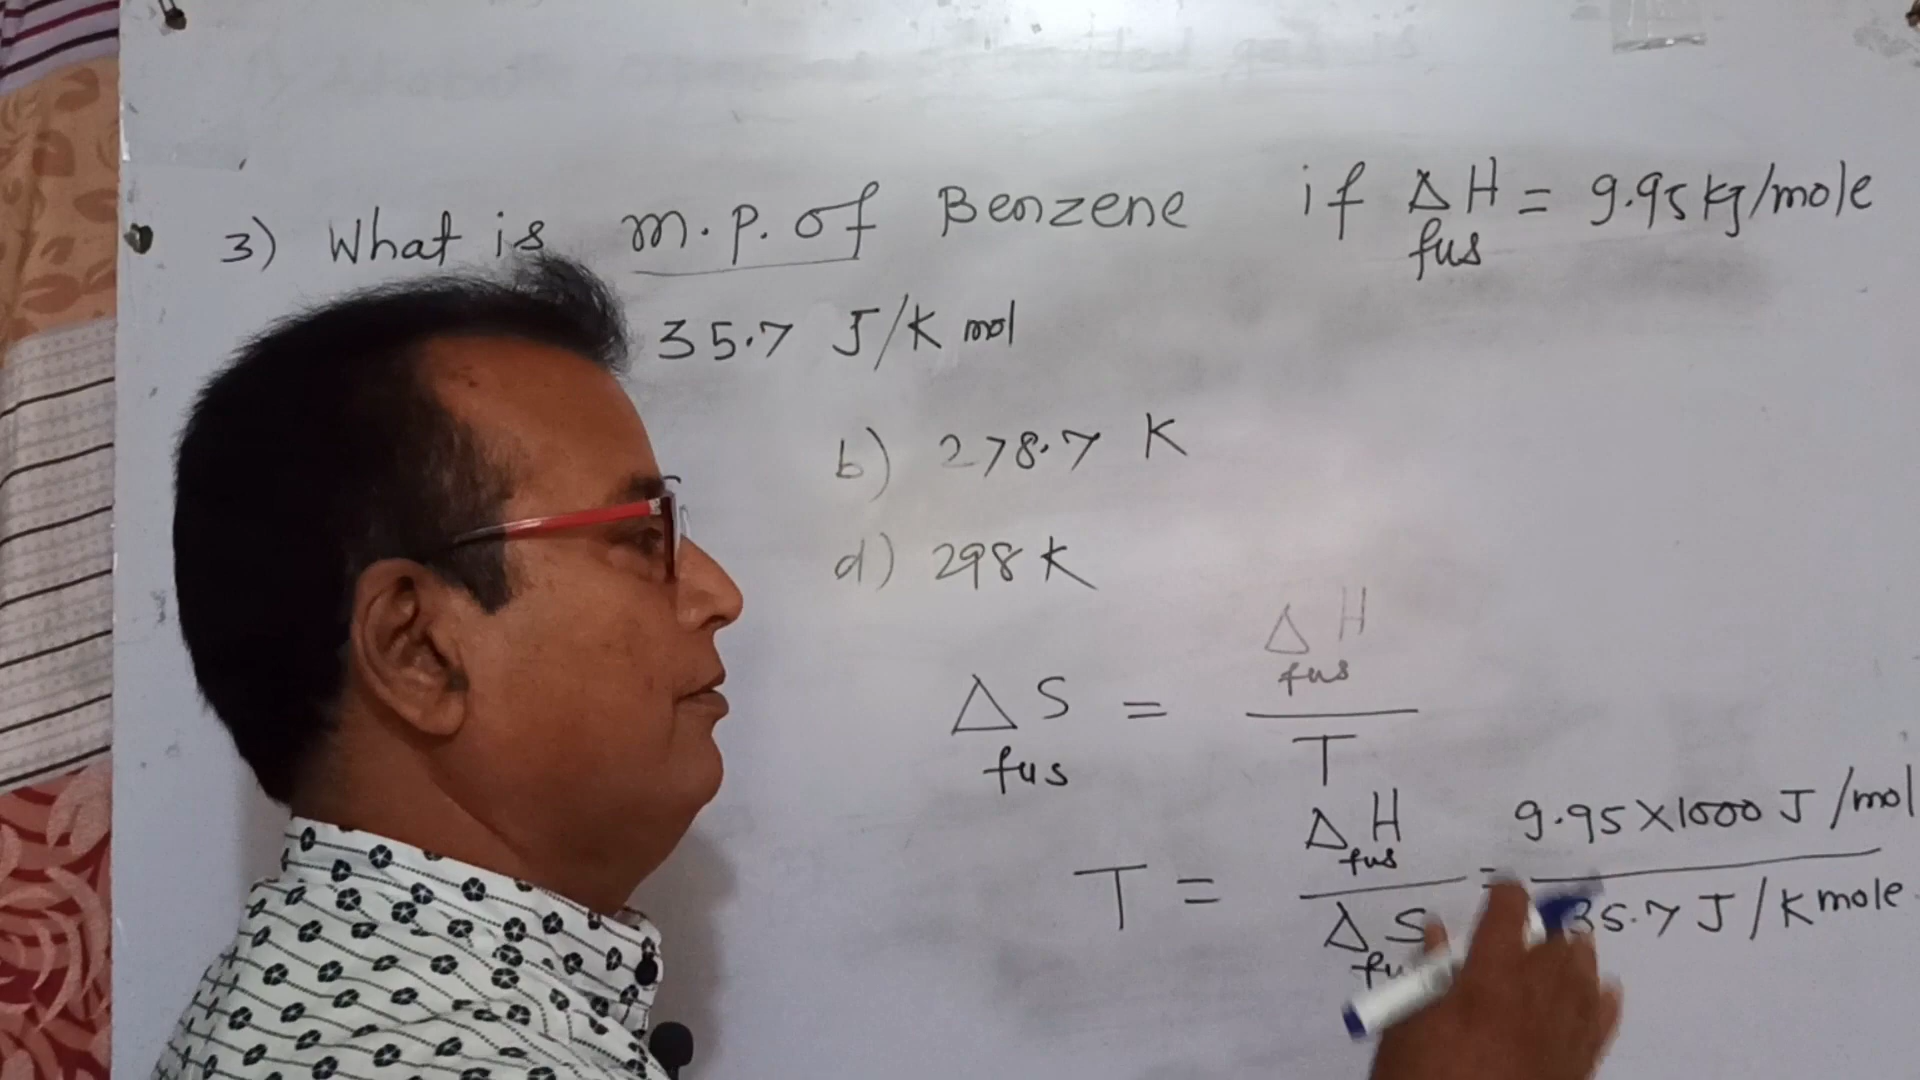 3) What is m.p. of Benzene if ΔH = 9.95 kJ/mole
fus
35.7 J/K mol
b) 278.7 K
d) 298 K
ΔS = ΔH / T
fus fus
T = ΔH / ΔS = 9.95 X 1000 J/mol / 35.7 J/K mole
fus